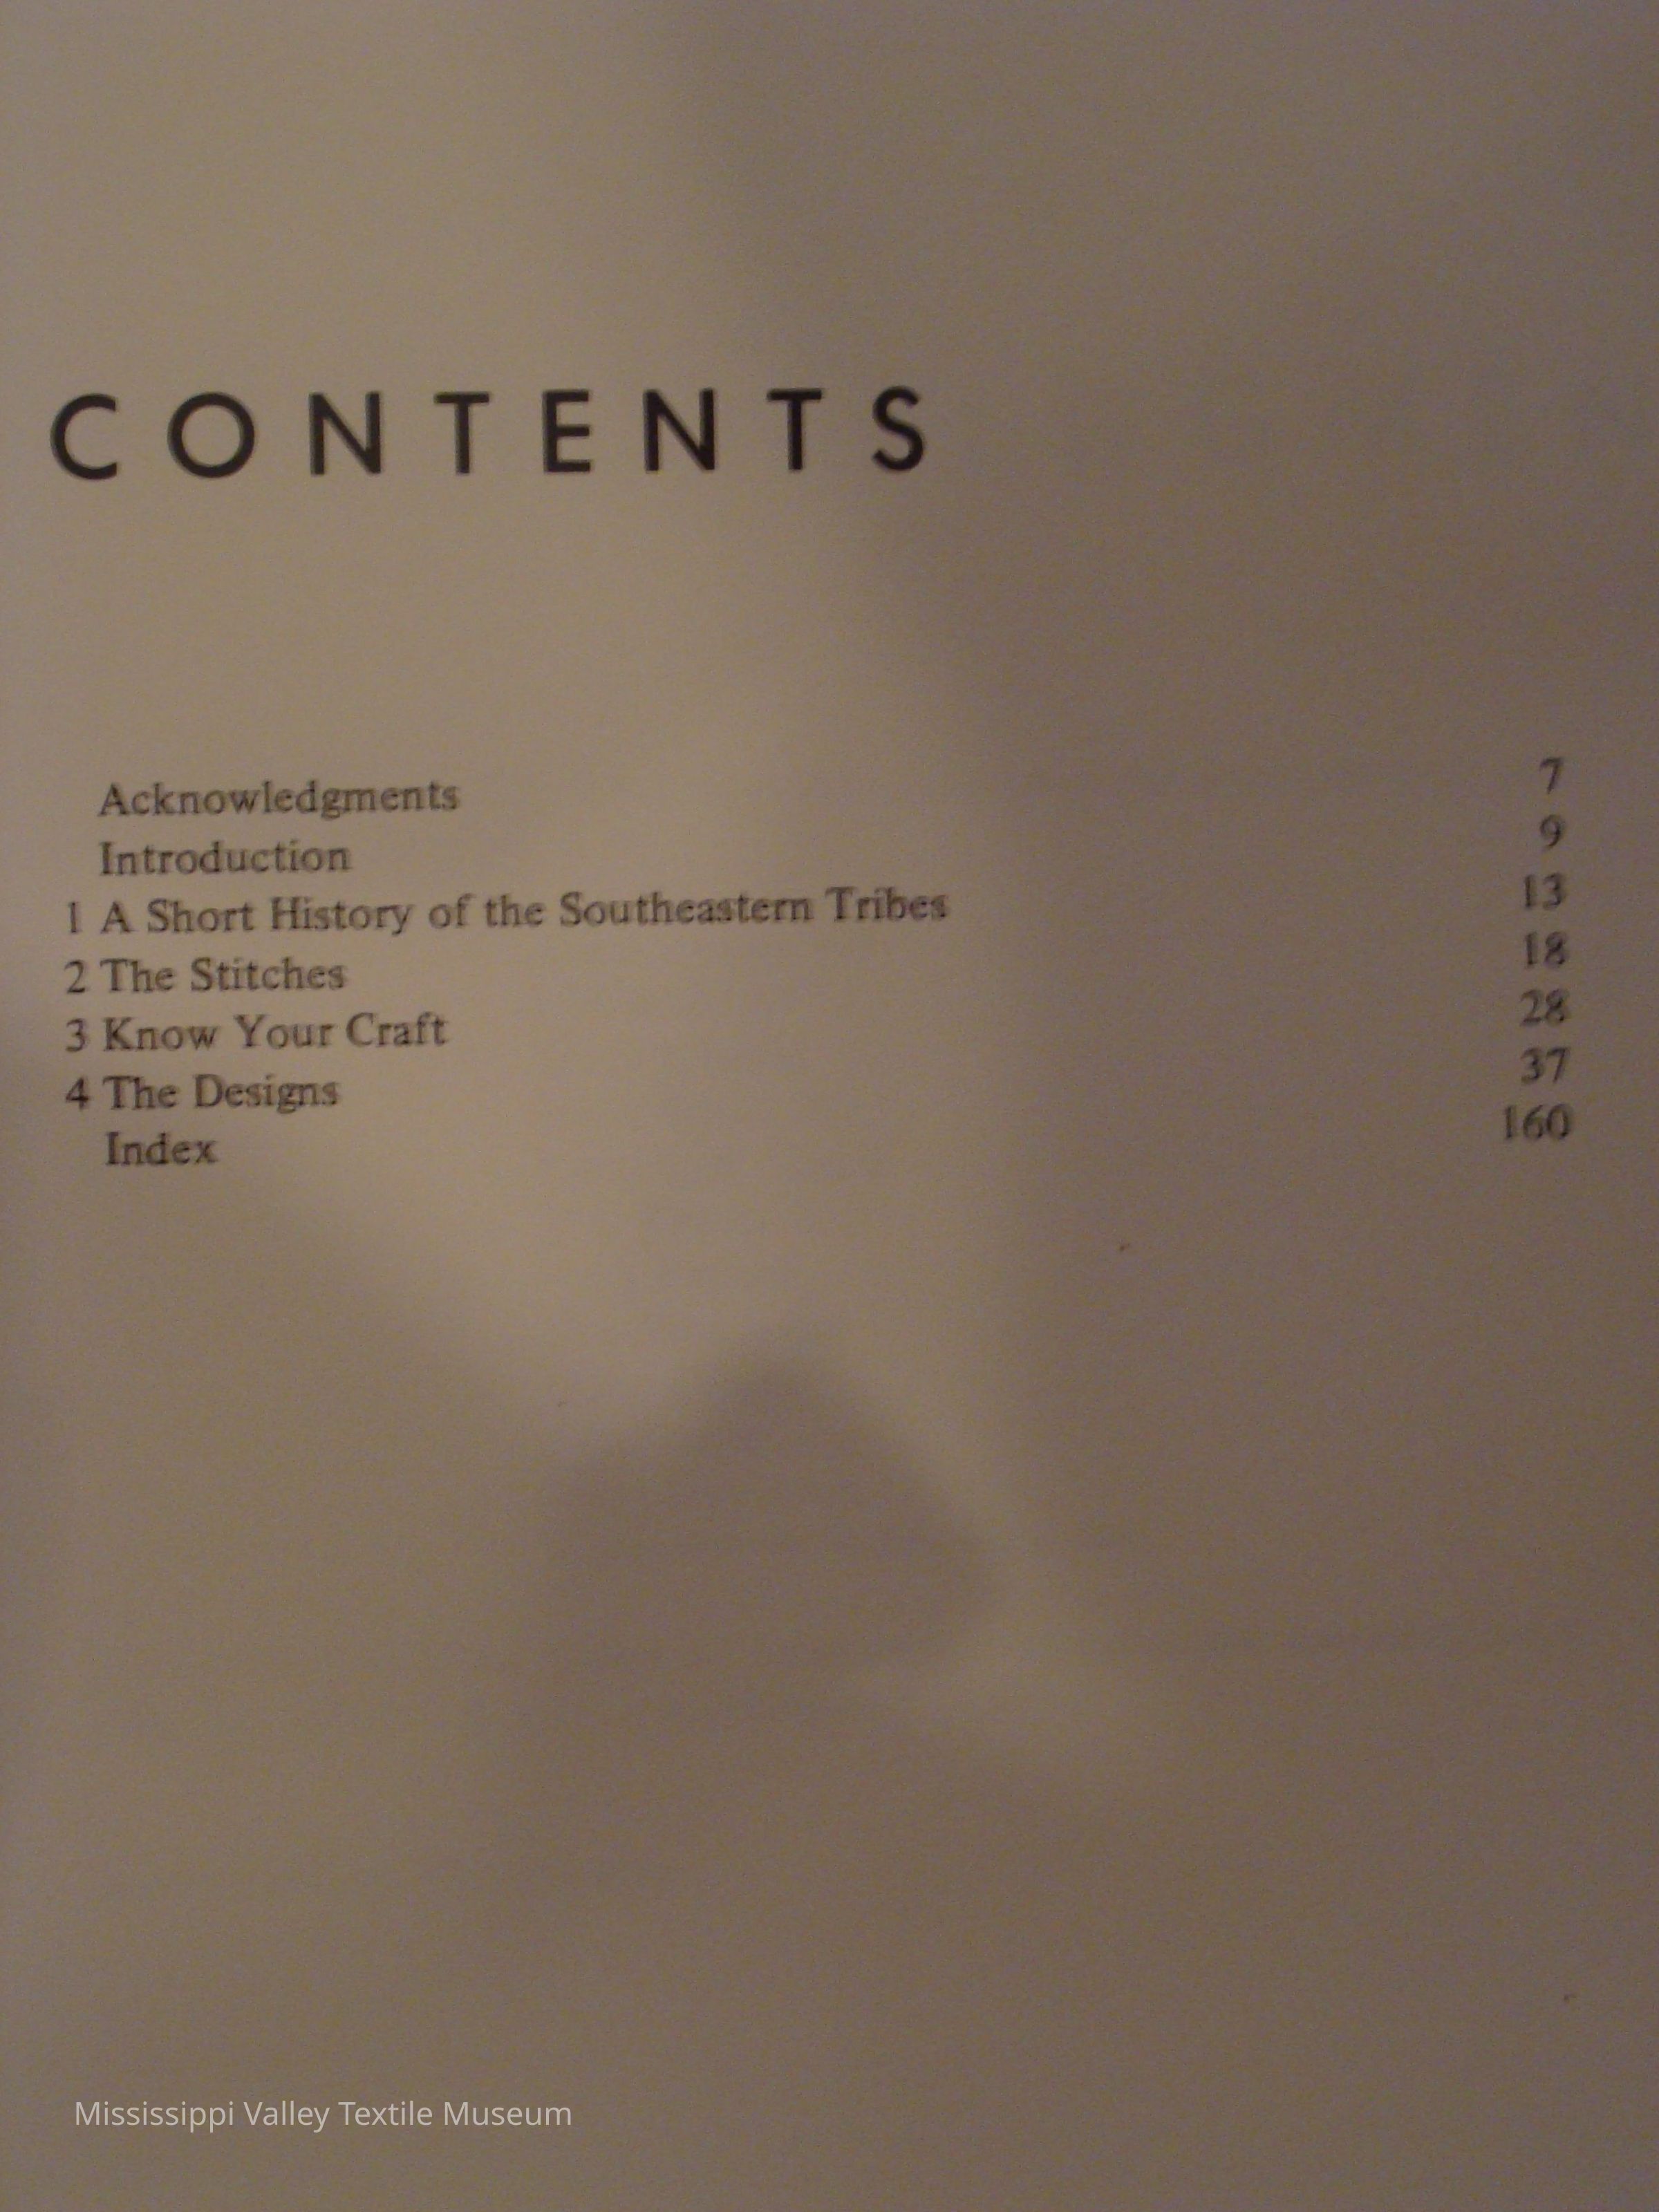 CONTENTS
Acknowledgments 7
Introduction 9
1 A Short History of the Southeastern Tribes 13
2 The Stitches 18
3 Know Your Craft 28
4 The Designs 37
Index 160
Mississippi Valley Textile Museum